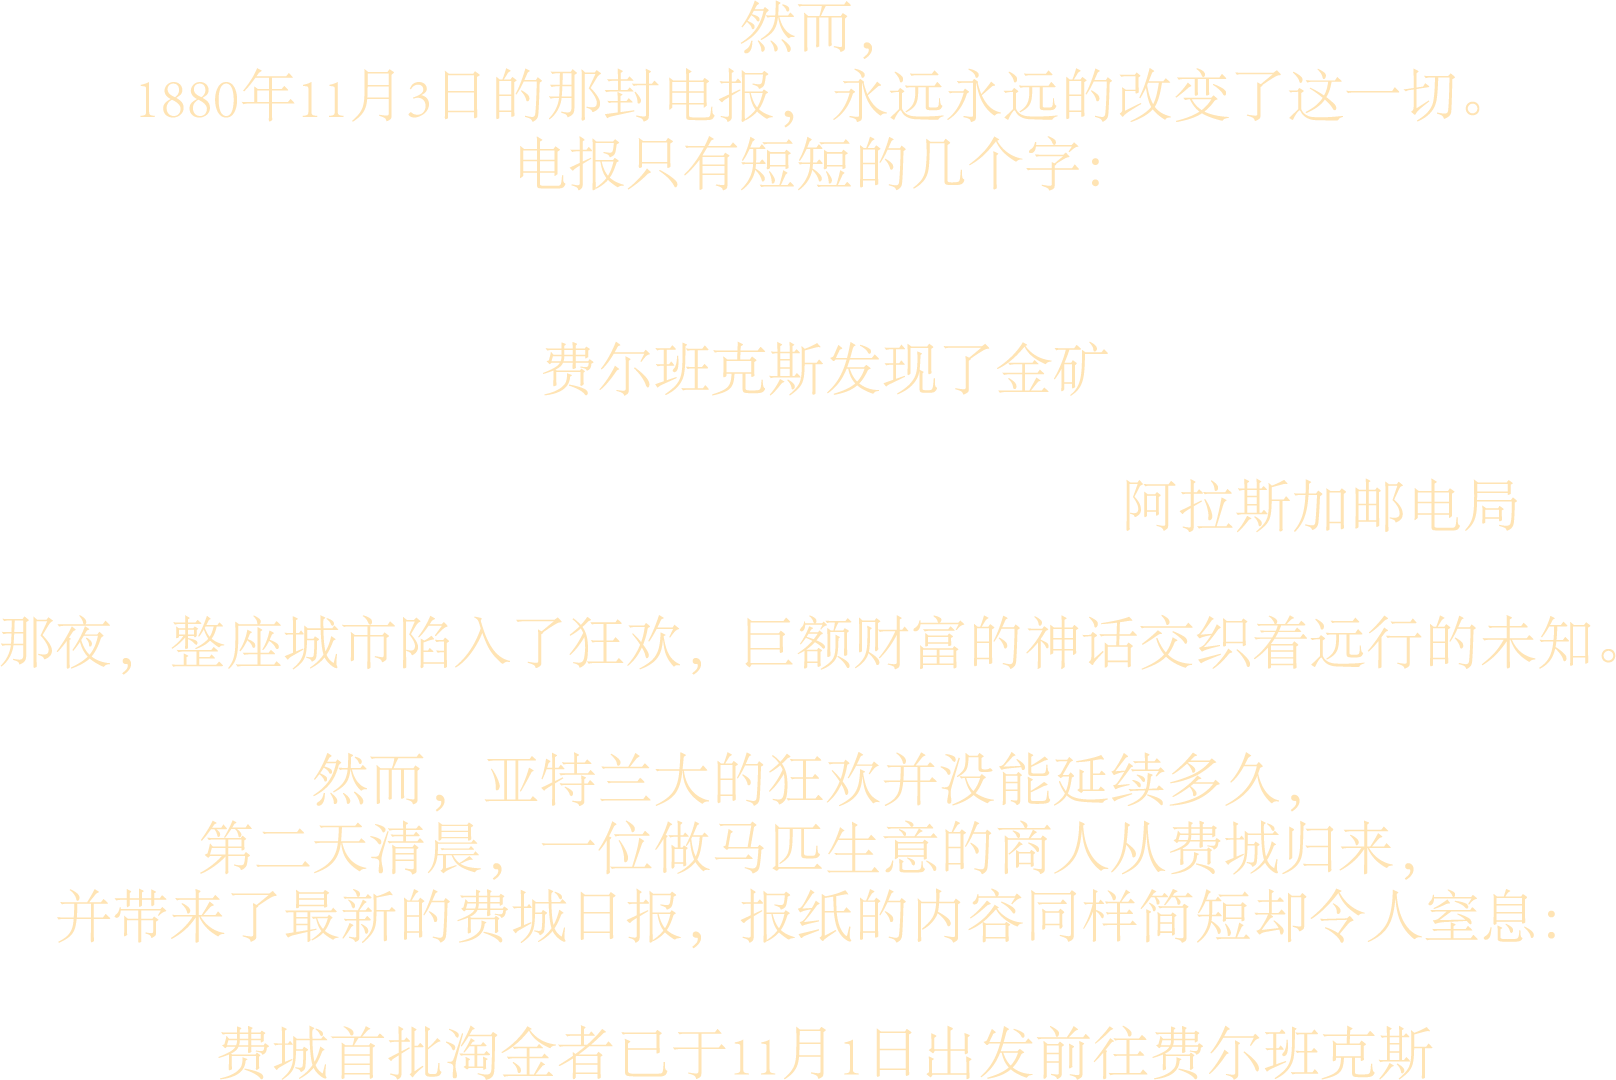 然而，
1880年11月3日的那封电报，永远永远的改变了这一切。
电报只有短短的几个字：
费尔班克斯发现了金矿
阿拉斯加邮电局
那夜，整座城市陷入了狂欢，巨额财富的神话交织着远行的未知。
然而，亚特兰大的狂欢并没能延续多久，
第二天清晨，一位做马匹生意的商人从费城归来，
并带来了最新的费城日报，报纸的内容同样简短却令人窒息：
费城首批淘金者已于11月1日出发前往费尔班克斯